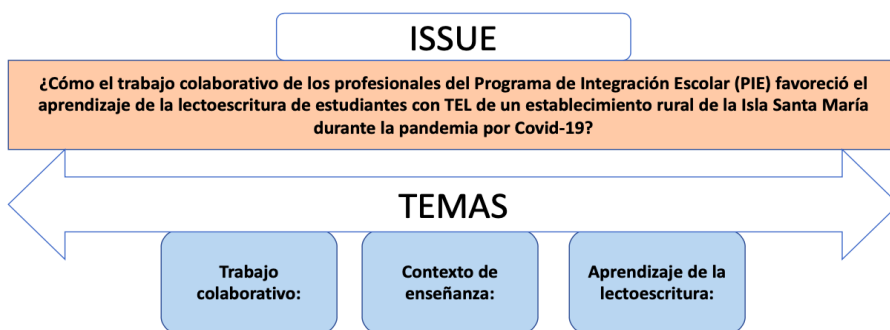 ISSUE
¿Cómo el trabajo colaborativo de los profesionales del Programa de Integración Escolar (PIE) favoreció el
aprendizaje de la lectoescritura de estudiantes con TEL de un establecimiento rural de la Isla Santa María
durante la pandemia por Covid-19?
TEMAS
Trabajo
colaborativo:
Contexto de
enseñanza:
Aprendizaje de la
lectoescritura: